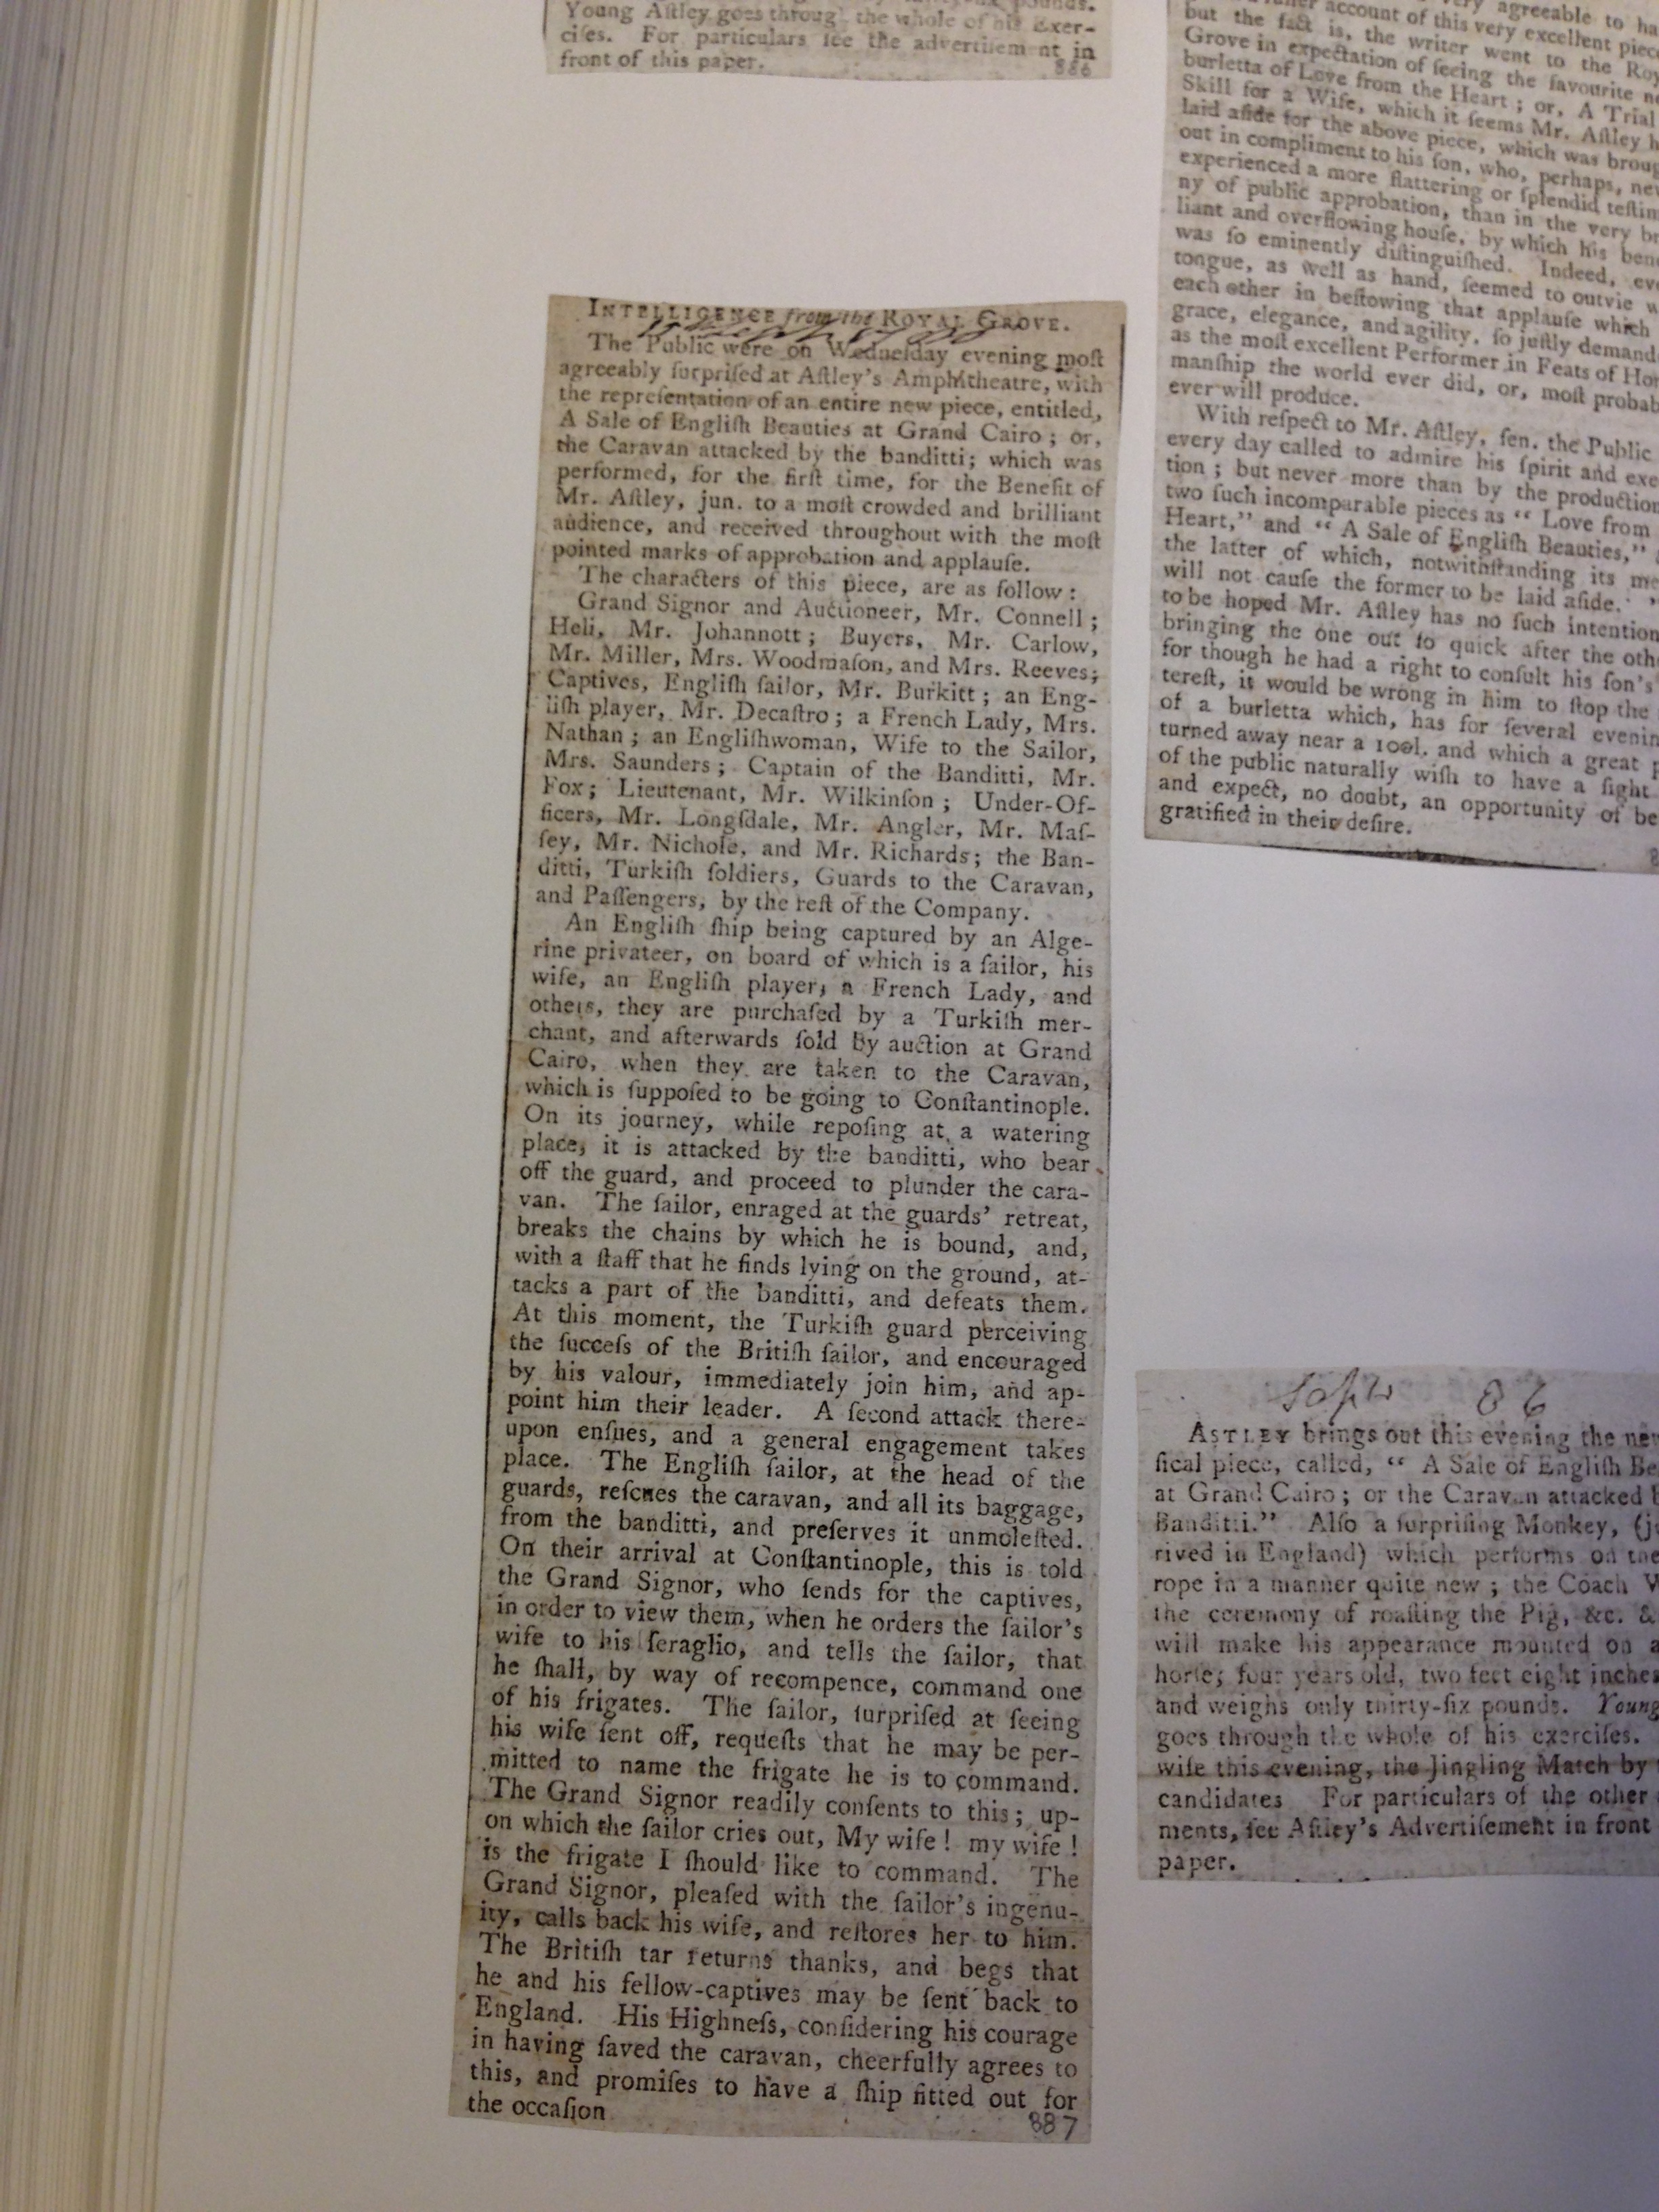 Young Aſtley goes throug the whole of his Exer-
ciſes. For particulars ſee the advertiſem nt in
front of this paper.
886
INTELLIGENCE from the ROYAL GROVE.
The Public were on Wedneſday evening moſt
agreeably ſurpriſed at Aſtley's Amphitheatre, with
the repreſentation of an entire new piece, entitled,
A Sale of Engliſh Beauties at Grand Cairo; or,
the Caravan attacked by the banditti; which was
performed, for the firſt time, for the Benefit of
Mr. Aſtley, jun. to a moſt crowded and brilliant
audience, and received throughout with the moſt
pointed marks of approbation and applauſe.
The characters of this piece, are as follow:
Grand Signor and Auctioneer, Mr. Connell;
Heli, Mr. Johannott; Buyers, Mr. Carlow,
Mr. Miller, Mrs. Woodmaſon, and Mrs. Reeves;
Captives, Engliſh ſailor, Mr. Burkitt; an Eng-
liſh player, Mr. Decaſtro; a French Lady, Mrs.
Nathan; an Engliſhwoman, Wife to the Sailor,
Mrs. Saunders; Captain of the Banditti, Mr.
Fox; Lieutenant, Mr. Wilkinſon; Under-Of-
ficers, Mr. Longſdale, Mr. Angler, Mr. Maſ-
ſey, Mr. Nicholſ, and Mr. Richards; the Ban-
ditti, Turkiſh ſoldiers, Guards to the Caravan,
and Paſſengers, by the reſt of the Company.
An Engliſh ſhip being captured by an Alge-
rine privateer, on board of which is a ſailor, his
wife, an Engliſh player, a French Lady, and
others, they are purchaſed by a Turkiſh mer-
chant, and afterwards ſold by auction at Grand
Cairo, when they are taken to the Caravan,
which is ſuppoſed to be going to Conſtantinople.
On its journey, while repoſing at a watering
place, it is attacked by the banditti, who bear
off the guard, and proceed to plunder the cara-
van. The ſailor, enraged at the guards' retreat,
breaks the chains by which he is bound, and,
with a ſtaff that he finds lying on the ground, at-
tacks a part of the banditti, and defeats them.
At this moment, the Turkiſh guard perceiving
the ſucceſs of the Britiſh ſailor, and encouraged
by his valour, immediately join him, and ap-
point him their leader. A ſecond attack there-
upon enſues, and a general engagement takes
place. The Engliſh ſailor, at the head of the
guards, reſcues the caravan, and all its baggage,
from the banditti, and preſerves it unmoleſted.
On their arrival at Conſtantinople, this is told
the Grand Signor, who ſends for the captives,
in order to view them, when he orders the ſailor's
wife to his ſeraglio, and tells the ſailor, that
he ſhall, by way of recompence, command one
of his frigates. The ſailor, ſurpriſed at ſeeing
his wife ſent off, requeſts that he may be per-
mitted to name the frigate he is to command.
The Grand Signor readily conſents to this; up-
on which the ſailor cries out, My wife! my wife!
is the frigate I ſhould like to command. The
Grand Signor, pleaſed with the ſailor's ingenu-
ity, calls back his wife, and reſtores her to him.
The Britiſh tar returns thanks, and begs that
he and his fellow-captives may be ſent back to
England. His Highneſs, conſidering his courage
in having ſaved the caravan, cheerfully agrees to
this, and promiſes to have a ſhip fitted out for
the occaſion
887
account of this very excellent piec
but the fact is, the writer went to the Roy
Grove in expectation of ſeeing the favourite n
burletta of Love from the Heart; or, A Trial
Skill for a Wife, which it ſeems Mr. Aſtley h
laid aſide for the above piece, which was broug
out in compliment to his ſon, who, perhaps, nev
experienced a more flattering or ſplendid teſtim
ny of public approbation, than in the very br
liant and overflowing houſe, by which his bene
was ſo eminently diſtinguiſhed. Indeed, eve
tongue, as well as hand, ſeemed to outvie w
each other in beſtowing that applauſe which
grace, elegance, and agility, ſo juſtly demand
as the moſt excellent Performer in Feats of Hor
manſhip the world ever did, or, moſt probab
ever will produce.
With reſpect to Mr. Aſtley, ſen. the Public
every day called to admire his ſpirit and exe
tion; but never more than by the production
two ſuch incomparable pieces as "Love from
Heart," and "A Sale of Engliſh Beauties,"
the latter of which, notwithſtanding its me
will not cauſe the former to be laid aſide.
to be hoped Mr. Aſtley has no ſuch intention
bringing the one out ſo quick after the oth
for though he had a right to conſult his ſon's
tereſt, it would be wrong in him to ſtop the
of a burletta which, has for ſeveral evenin
turned away near a 100l. and which a great p
of the public naturally wiſh to have a ſight
and expect, no doubt, an opportunity of be
gratified in their deſire.
86
ASTLEY brings out this evening the new
ſical piece, called, "A Sale of Engliſh Be
at Grand Cairo; or the Carav n attacked b
Banditti." Alſo a ſurpriſing Monkey, (ju
rived in England) which performs on the
rope in a manner quite new; the Coach W
the ceremony of roaſting the Pig, &c. &
will make his appearance mounted on a
horſe; four years old, two feet eight inches
and weighs only thirty-ſix pounds. Young
goes through the whole of his exerciſes.
wiſe this evening, the Jingling Match by
candidates For particulars of the other
ments, ſee Aſtley's Advertiſement in front
paper.